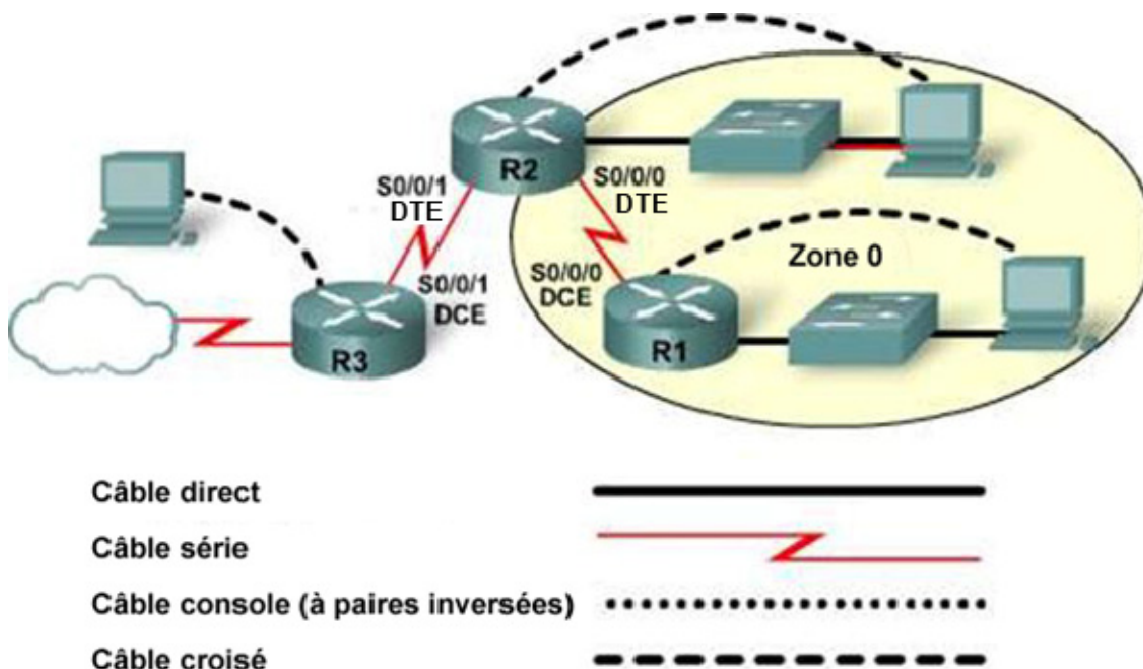 R2
S0/0/1
DTE
S0/0/0
DTE
Zone 0
S0/0/1
DCE
S0/0/0
DCE
R3
R1
Câble direct
Câble série
Câble console (à paires inversées)
Câble croisé